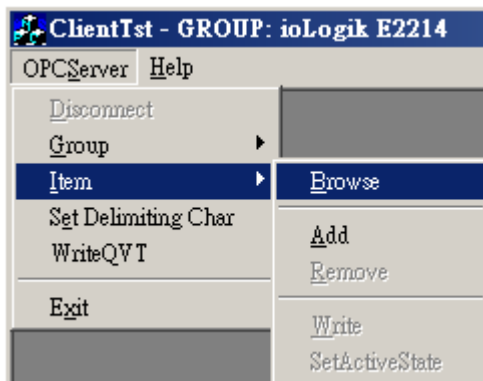 ClientTst - GROUP: ioLogik E2214
OPCServer Help
Disconnect
Group
Item
Set Delimiting Char
WriteQVT
Exit
Browse
Add
Remove
Write
SetActiveState